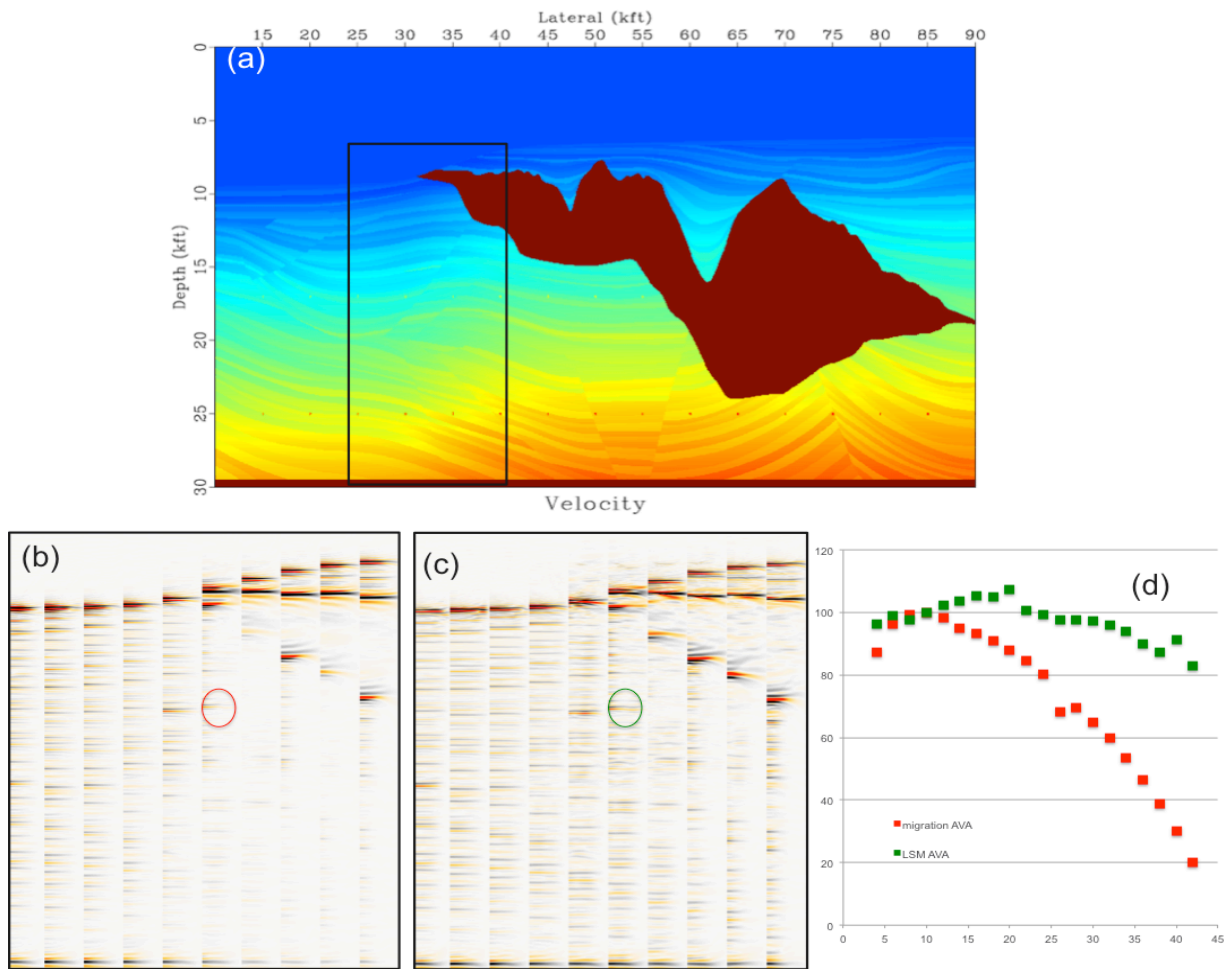 Lateral (kft)
15 20 25 30 35 40 45 50 55 60 65 70 75 80 85 90
(a)
0
5
10
15
20
25
30
Depth (kft)
Velocity
(b)
(c)
(d)
120
100
80
60
40
20
0
migration AVA
LSM AVA
0 5 10 15 20 25 30 35 40 45